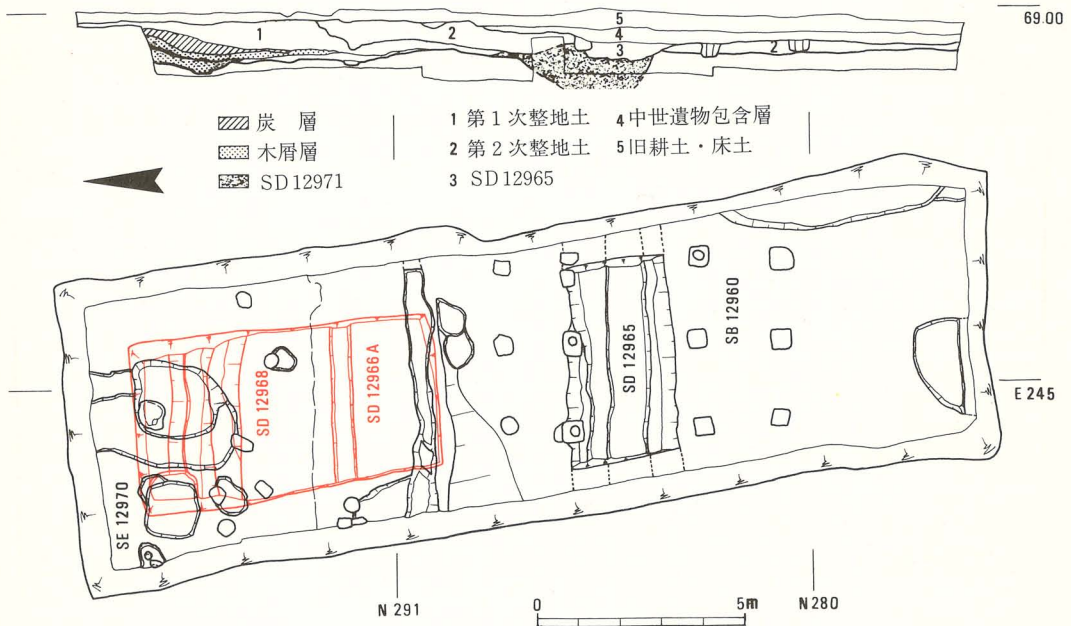 5
69.00
1
2
4
3
2
炭 層
木屑層
SD 12971
1 第1次整地土
2 第2次整地土
3 SD 12965
4 中世遺物包含層
5 旧耕土・床土
SD 12968
SD 12966 A
SD 12965
SB 12960
SE 12970
E 245
N 291
0
5m
N 280